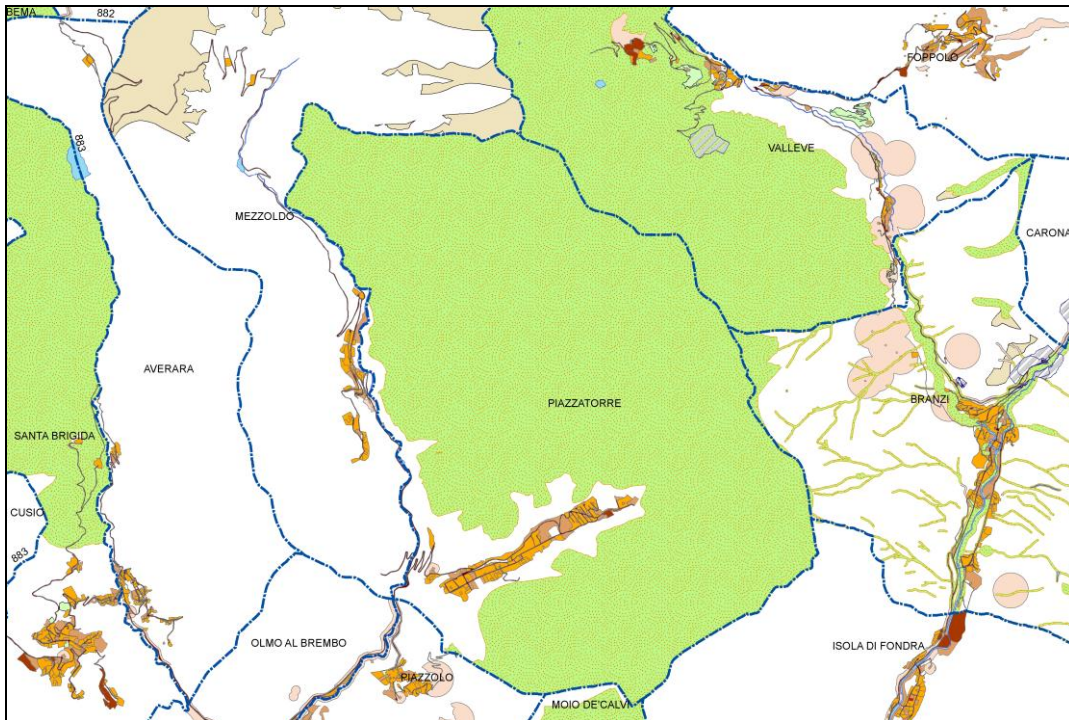 BEMA
882
FOPPOLO
883
VALLEVE
MEZZOLDO
CARONA
AVERARA
BRANZI
PIAZZATORRE
SANTA BRIGIDA
CUSIO
883
OLMO AL BREMBO
ISOLA DI FONDRA
PIAZZOLO
MOIO DE'CALVI